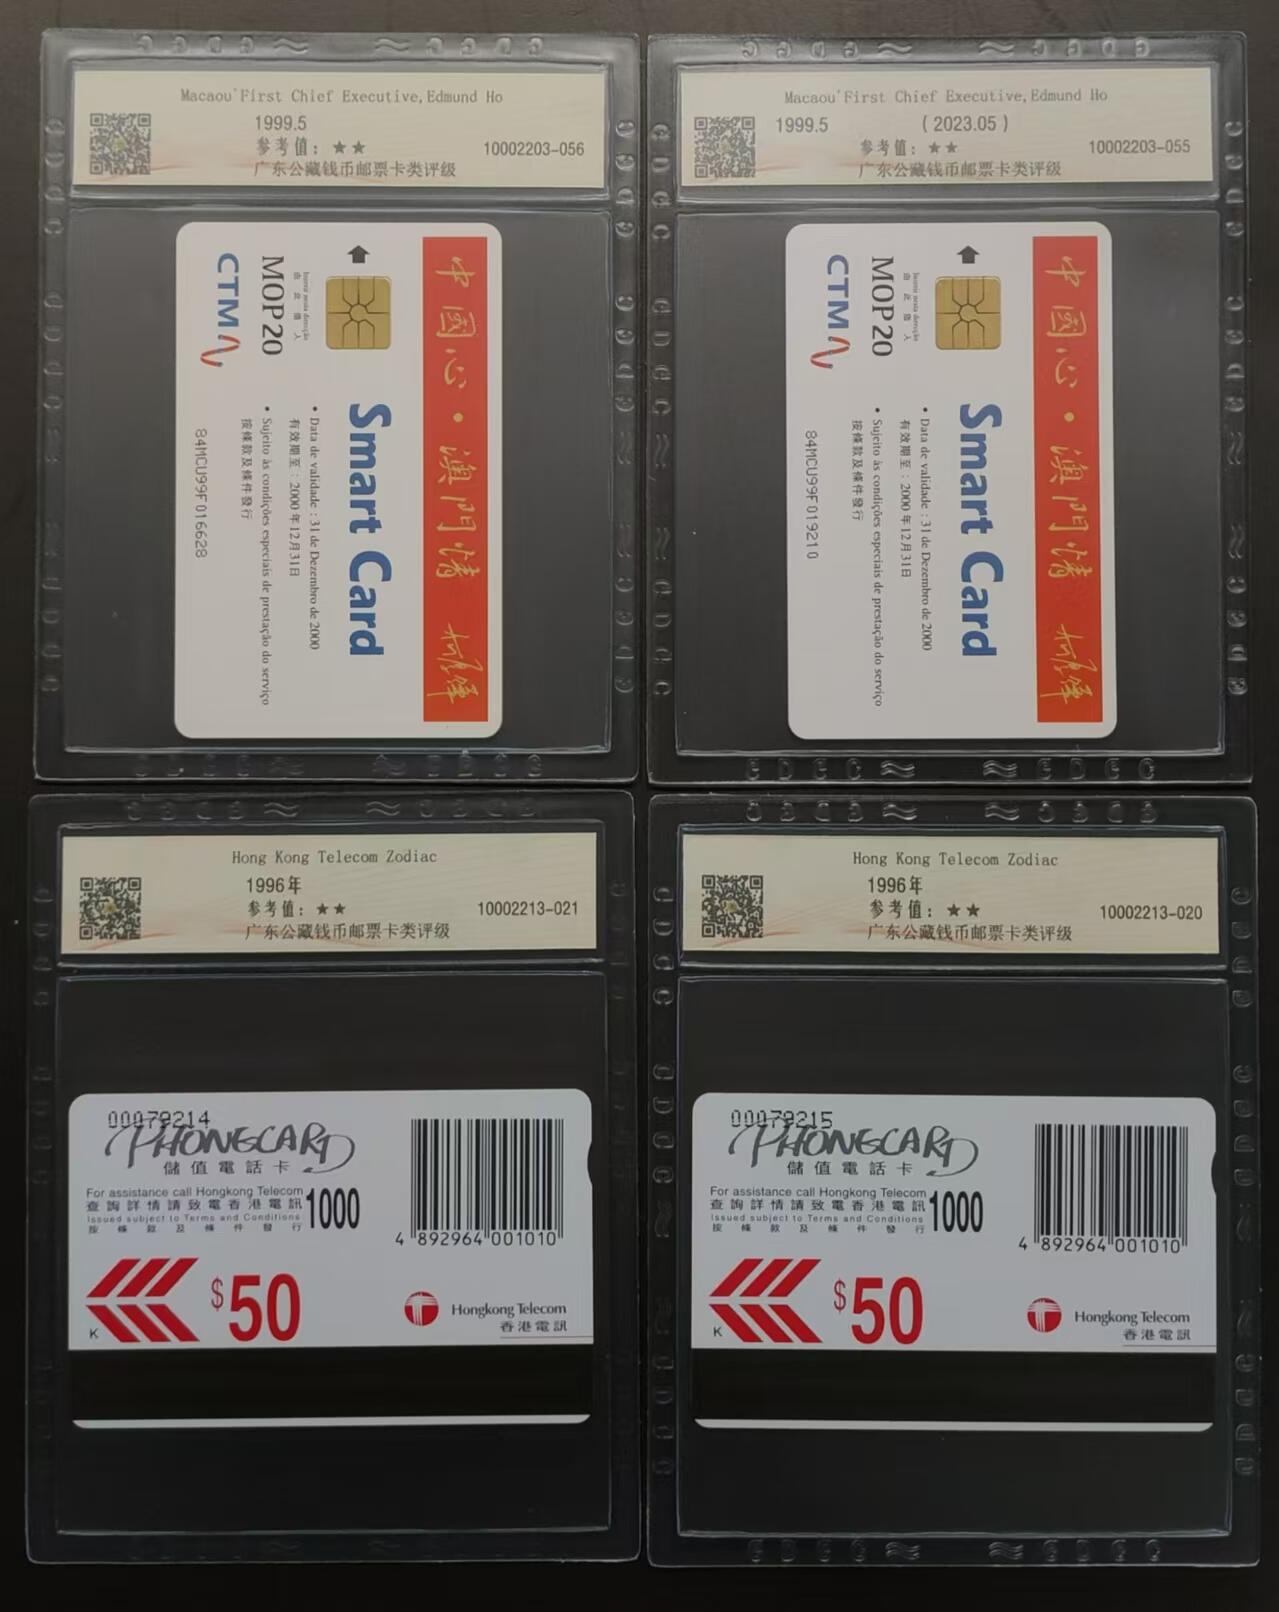 Macaou'First Chief Executive,Edmund Ho
1999.5
参考值：★★
10002203-056
广东公藏钱币邮票卡类评级
中國心·澳門情
Smart Card
Insertir nesta direcção
由此插入
• Data de validade : 31 de Dezembro de 2000
有效期至：2000年12月31日
MOP20
• Sujeito às condições especiais de prestação do serviço
按條款及條件發行
CTM
84MCU99F016628
Macaou'First Chief Executive,Edmund Ho
1999.5
(2023.05)
参考值：★★
10002203-055
广东公藏钱币邮票卡类评级
中國心·澳門情
Smart Card
Insertir nesta direcção
由此插入
• Data de validade : 31 de Dezembro de 2000
有效期至：2000年12月31日
MOP20
• Sujeito às condições especiais de prestação do serviço
按條款及條件發行
CTM
84MCU99F019210
Hong Kong Telecom Zodiac
1996年
参考值：★★
10002213-021
广东公藏钱币邮票卡类评级
00079214
PHONECARD
儲值電話卡
For assistance call Hongkong Telecom
查詢詳情請致電香港電訊
1000
Issued subject to Terms and Conditions
按條款及條件發行
4 892964 001010
$50
K
Hongkong Telecom
香港電訊
Hong Kong Telecom Zodiac
1996年
参考值：★★
10002213-020
广东公藏钱币邮票卡类评级
00079215
PHONECARD
儲值電話卡
For assistance call Hongkong Telecom
查詢詳情請致電香港電訊
1000
Issued subject to Terms and Conditions
按條款及條件發行
4 892964 001010
$50
K
Hongkong Telecom
香港電訊